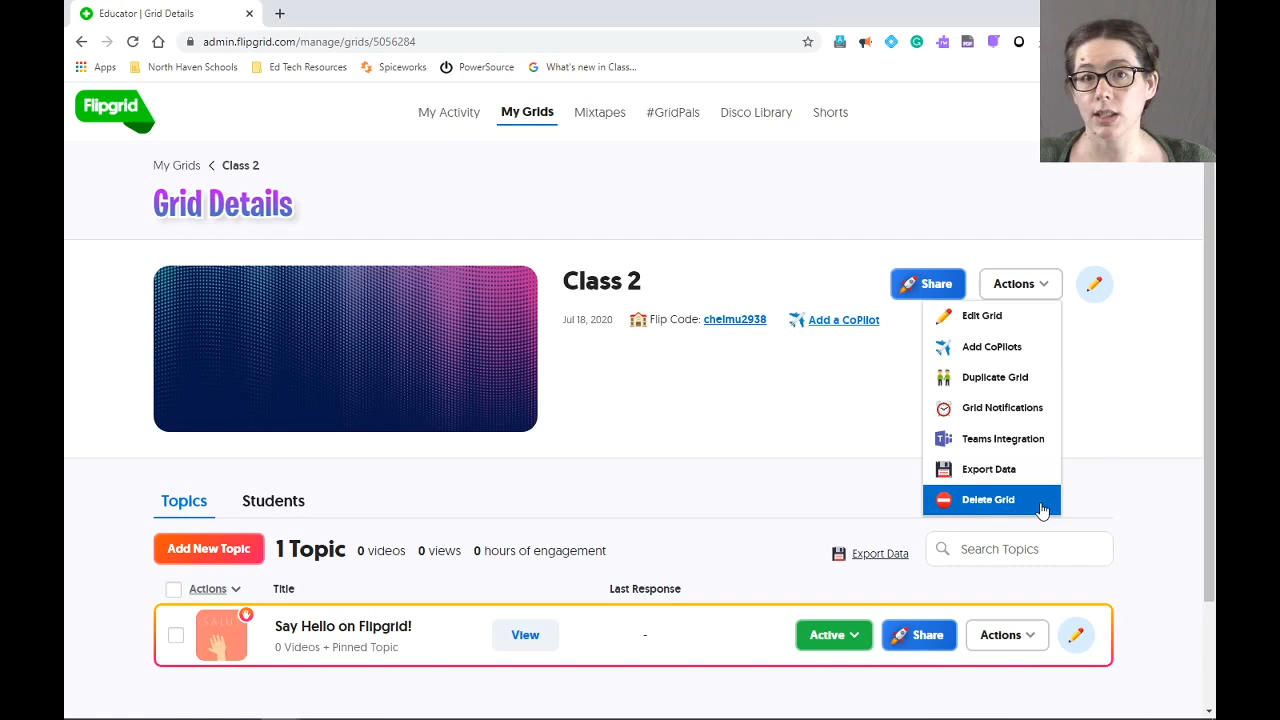 Educator | Grid Details
admin.flipgrid.com/manage/grids/5056284
Apps North Haven Schools Ed Tech Resources Spiceworks PowerSource What's new in Class...
Flipgrid
My Activity My Grids Mixtapes #GridPals Disco Library Shorts
My Grids < Class 2
Grid Details
Class 2
Share
Actions
Jul 18, 2020 Flip Code: chelmu2938 Add a CoPilot
Edit Grid
Add CoPilots
Duplicate Grid
Grid Notifications
Teams Integration
Export Data
Delete Grid
Topics Students
Add New Topic 1 Topic 0 videos 0 views 0 hours of engagement Export Data Search Topics
Actions Title Last Response
SALUT
Say Hello on Flipgrid!
0 Videos + Pinned Topic
View - Active Share Actions